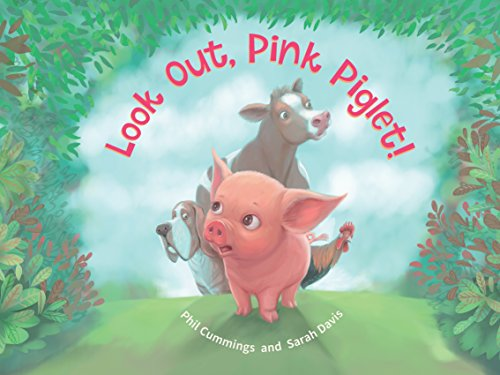 Look Out, Pink Piglet!
Phil Cummings and Sarah Davis